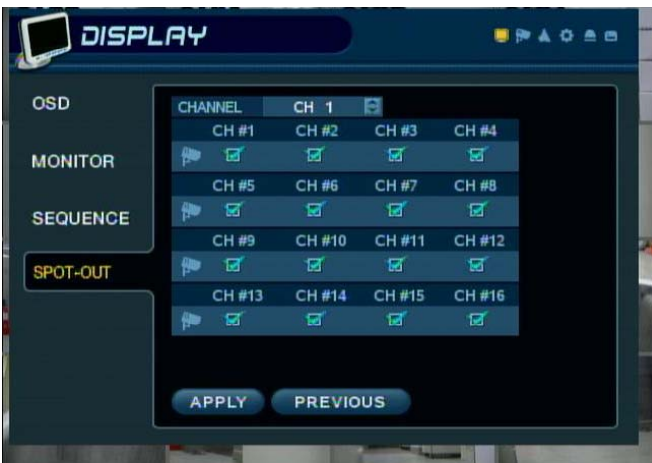 DISPLAY
OSD
MONITOR
SEQUENCE
SPOT-OUT
CHANNEL CH 1
CH #1 CH #2 CH #3 CH #4
CH #5 CH #6 CH #7 CH #8
CH #9 CH #10 CH #11 CH #12
CH #13 CH #14 CH #15 CH #16
APPLY PREVIOUS